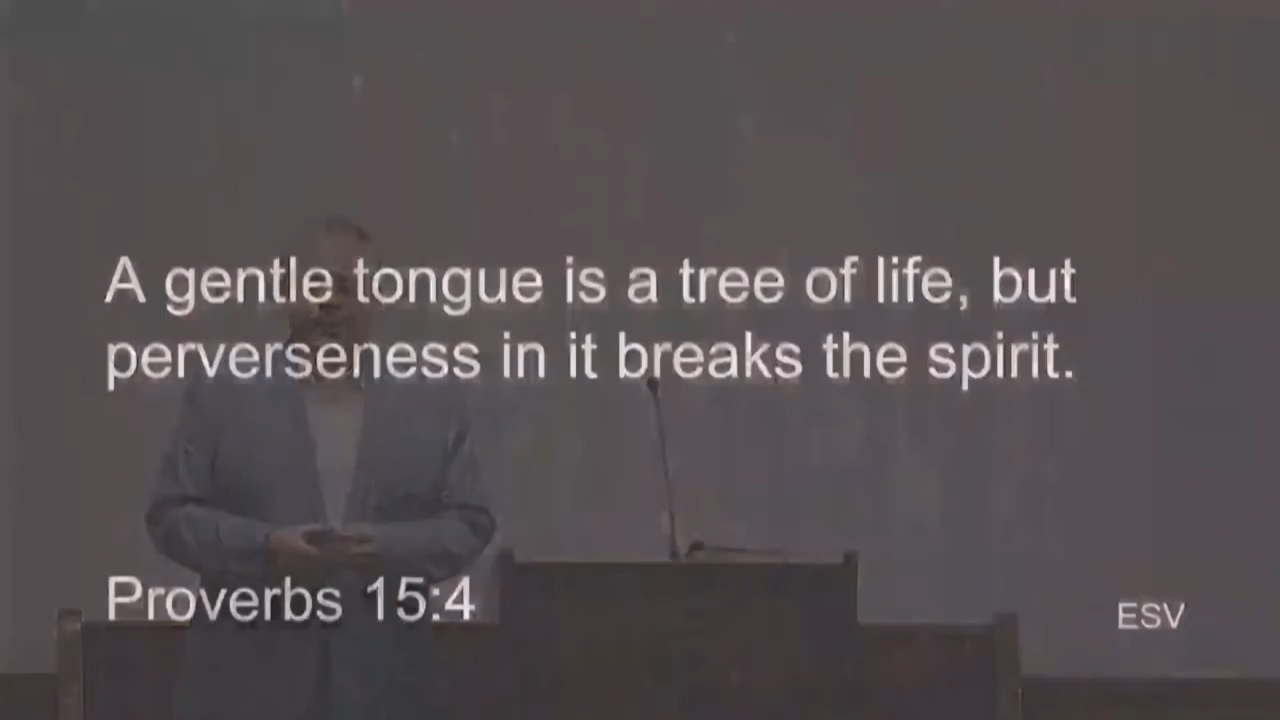 A gentle tongue is a tree of life, but
perverseness in it breaks the spirit.
Proverbs 15:4
ESV